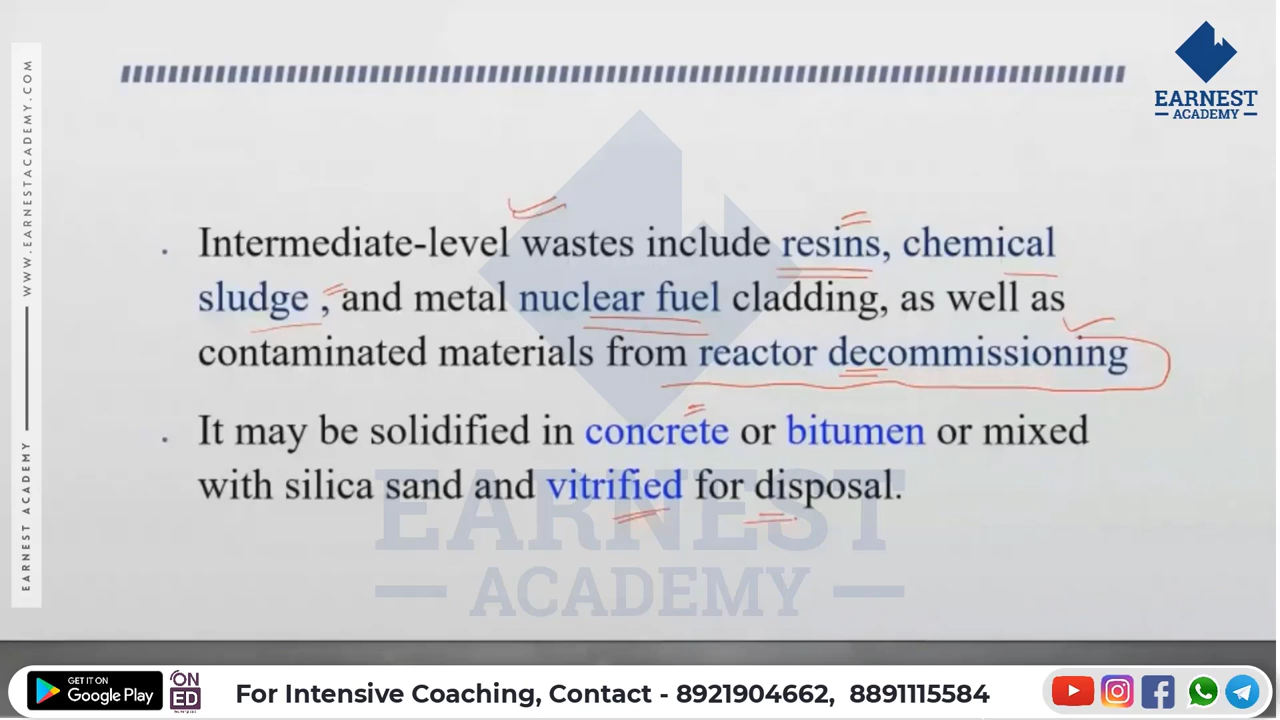 EARNEST
ACADEMY
WWW.EARNESTACADEMY.COM
EARNEST ACADEMY
. Intermediate-level wastes include resins, chemical
sludge , and metal nuclear fuel cladding, as well as
contaminated materials from reactor decommissioning
. It may be solidified in concrete or bitumen or mixed
with silica sand and vitrified for disposal.
EARNEST
ACADEMY
GET IT ON
Google Play
ON
ED
For Intensive Coaching, Contact - 8921904662, 8891115584